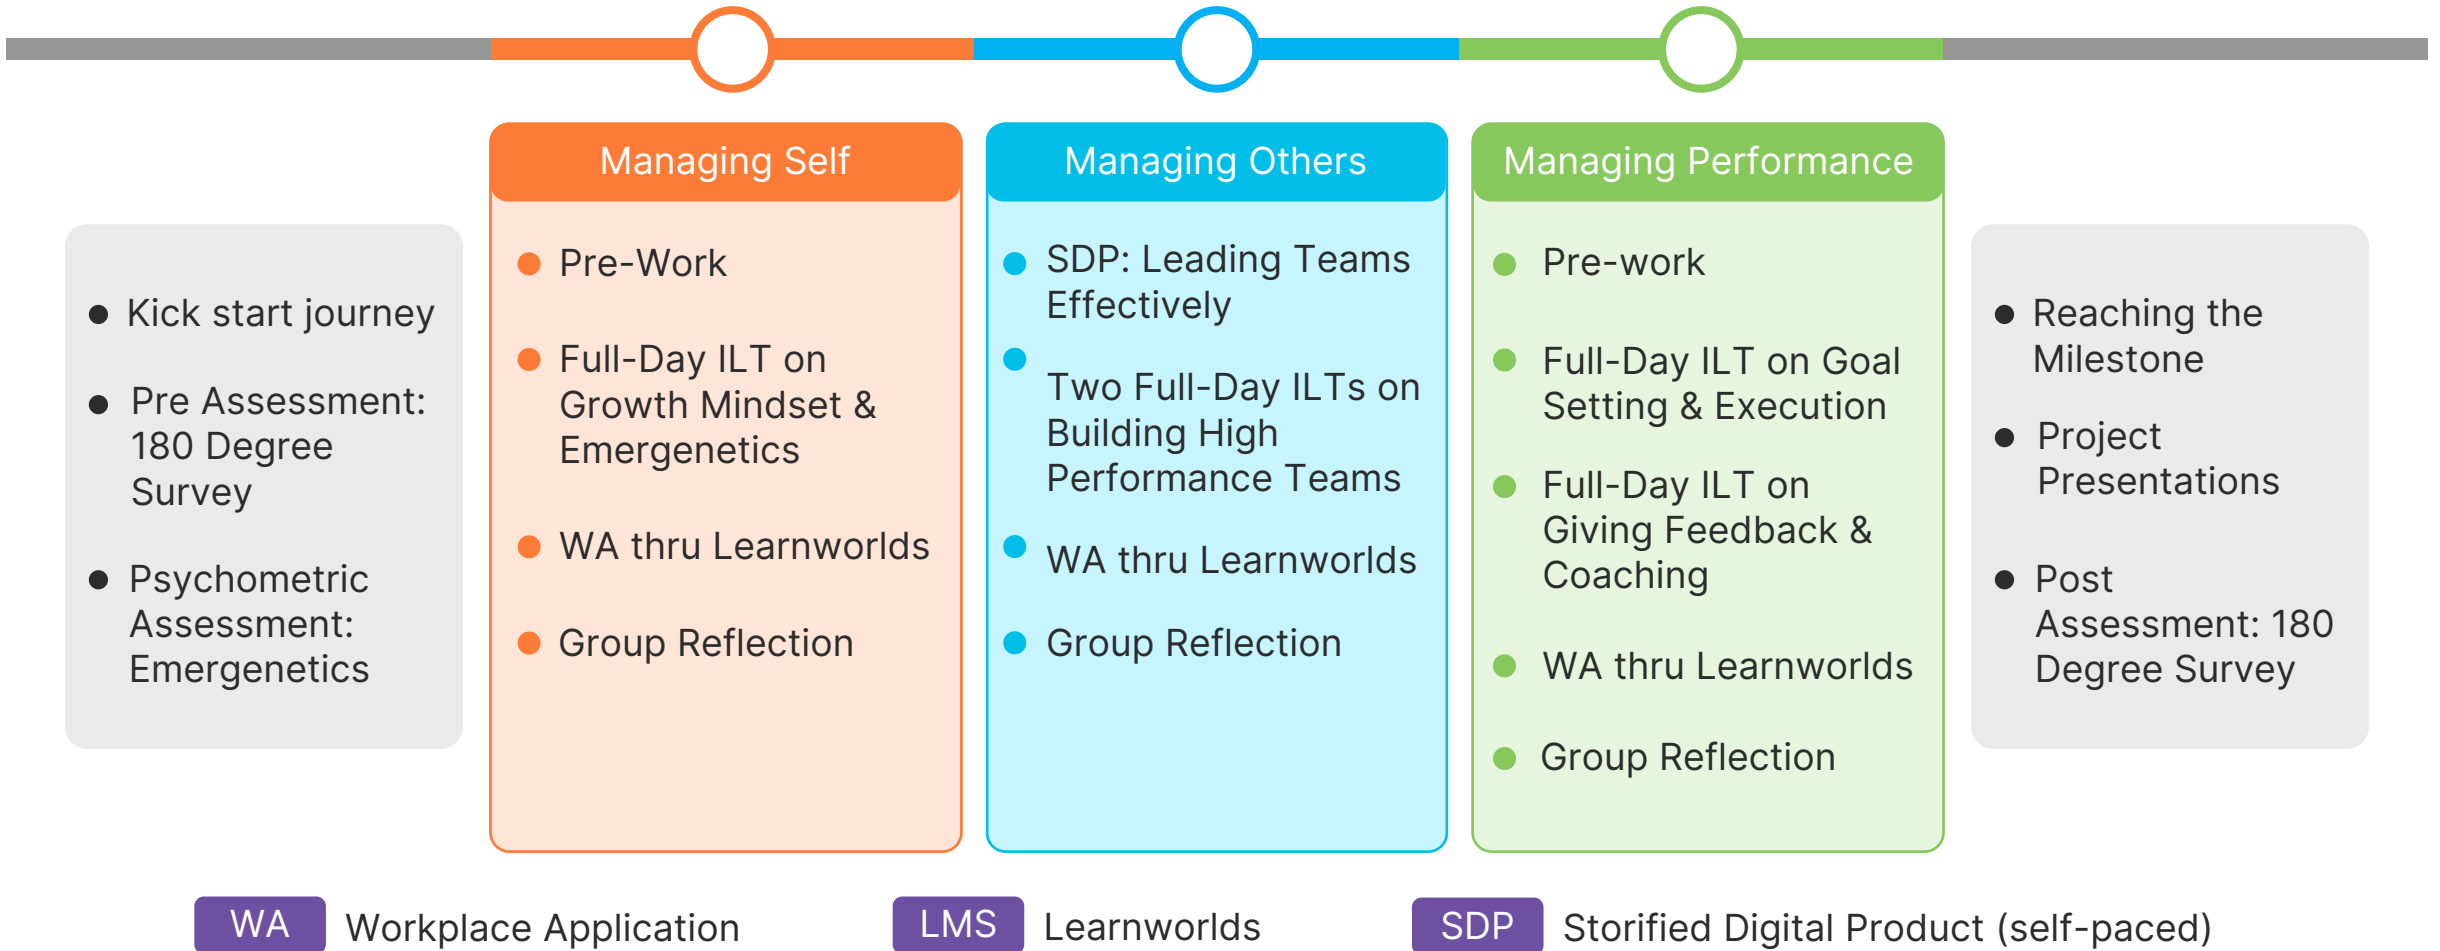 Kick start journey
Pre Assessment:
180 Degree
Survey
Psychometric
Assessment:
Emergenetics
Managing Self
Pre-Work
Full-Day ILT on
Growth Mindset &
Emergenetics
WA thru Learnworlds
Group Reflection
Managing Others
SDP: Leading Teams
Effectively
Two Full-Day ILTs on
Building High
Performance Teams
WA thru Learnworlds
Group Reflection
Managing Performance
Pre-work
Full-Day ILT on Goal
Setting & Execution
Full-Day ILT on
Giving Feedback &
Coaching
WA thru Learnworlds
Group Reflection
Reaching the
Milestone
Project
Presentations
Post
Assessment: 180
Degree Survey
WA Workplace Application
LMS Learnworlds
SDP Storified Digital Product (self-paced)